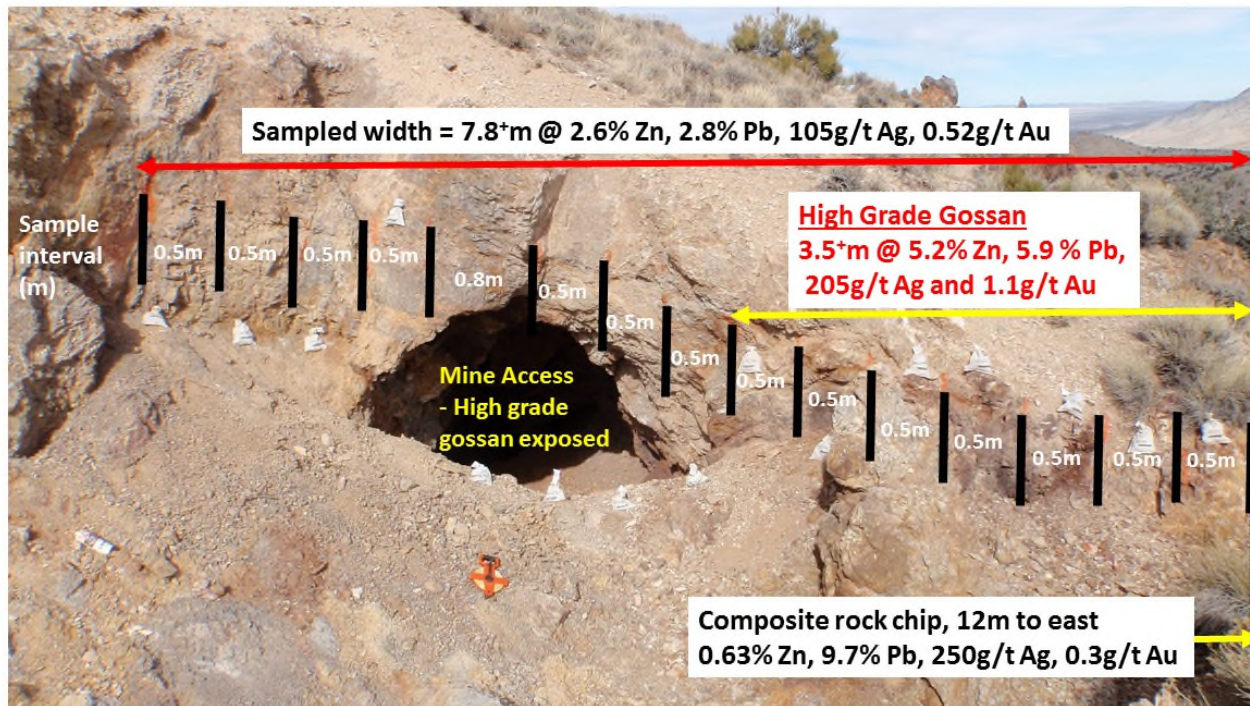 Sampled width = 7.8⁺m @ 2.6% Zn, 2.8% Pb, 105g/t Ag, 0.52g/t Au
High Grade Gossan
3.5⁺m @ 5.2% Zn, 5.9 % Pb,
205g/t Ag and 1.1g/t Au
Sample
interval
(m)
0.5m
0.5m
0.5m
0.5m
0.8m
0.5m
0.5m
0.5m
0.5m
0.5m
0.5m
0.5m
0.5m
0.5m
0.5m
Mine Access
- High grade
gossan exposed
Composite rock chip, 12m to east
0.63% Zn, 9.7% Pb, 250g/t Ag, 0.3g/t Au